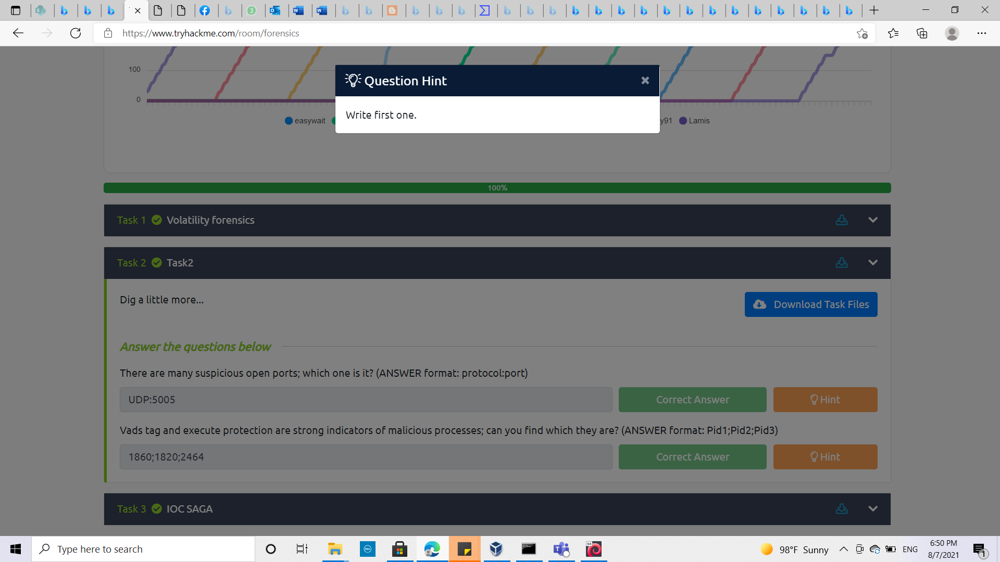 3
https://www.tryhackme.com/room/forensics
100
0
Question Hint
Write first one.
easywait
y91
Lamis
100%
Task 1 Volatility forensics
Task 2 Task2
Dig a little more...
Download Task Files
Answer the questions below
There are many suspicious open ports; which one is it? (ANSWER format: protocol:port)
UDP:5005
Correct Answer
Hint
Vads tag and execute protection are strong indicators of malicious processes; can you find which they are? (ANSWER format: Pid1;Pid2;Pid3)
1860;1820;2464
Correct Answer
Hint
Task 3 IOC SAGA
Type here to search
DELL
64
98°F Sunny
ENG
6:50 PM
8/7/2021
1